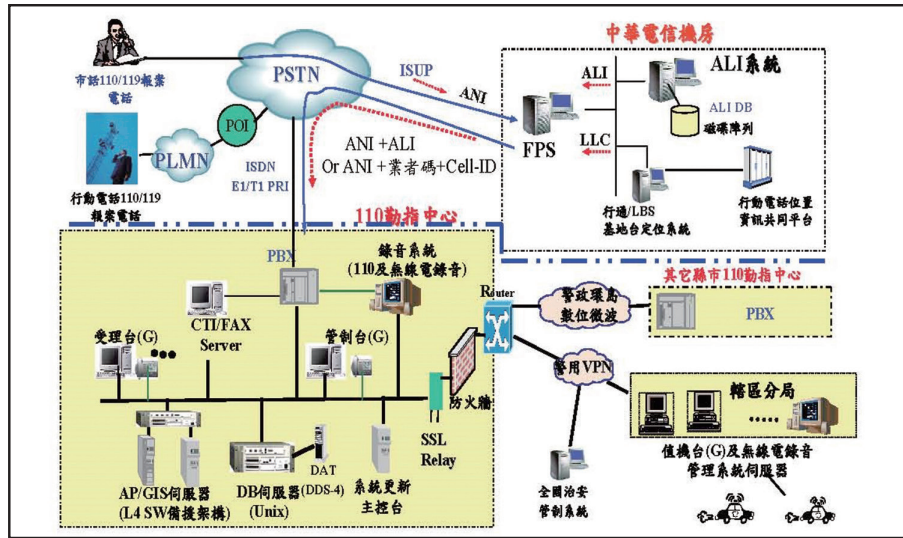 市話110/119報案
電話
PSTN
ISUP
ANI
中華電信機房
ALI
ALI系統
ALI DB
磁碟陣列
FPS
LLC
行通/LBS
基地台定位系統
行動電話位置
資訊共同平台
POI
PLMN
行動電話110/119
報案電話
ISDN
E1/T1 PRI
ANI +ALI
Or ANI +業者碼+Cell-ID
110勤指中心
PBX
錄音系統
(110及無線電錄音)
CTI/FAX
Server
受理台(G)
管制台(G)
Router
防火牆
SSL
Relay
AP/GIS伺服器
(L4 SW備援架構)
DB伺服器
(Unix)
DAT
(DDS-4)
系統更新
主控台
警政環島
數位微波
其它縣市110勤指中心
PBX
警用VPN
全國治安
管制系統
轄區分局
值機台(G)及無線電錄音
管理系統伺服器